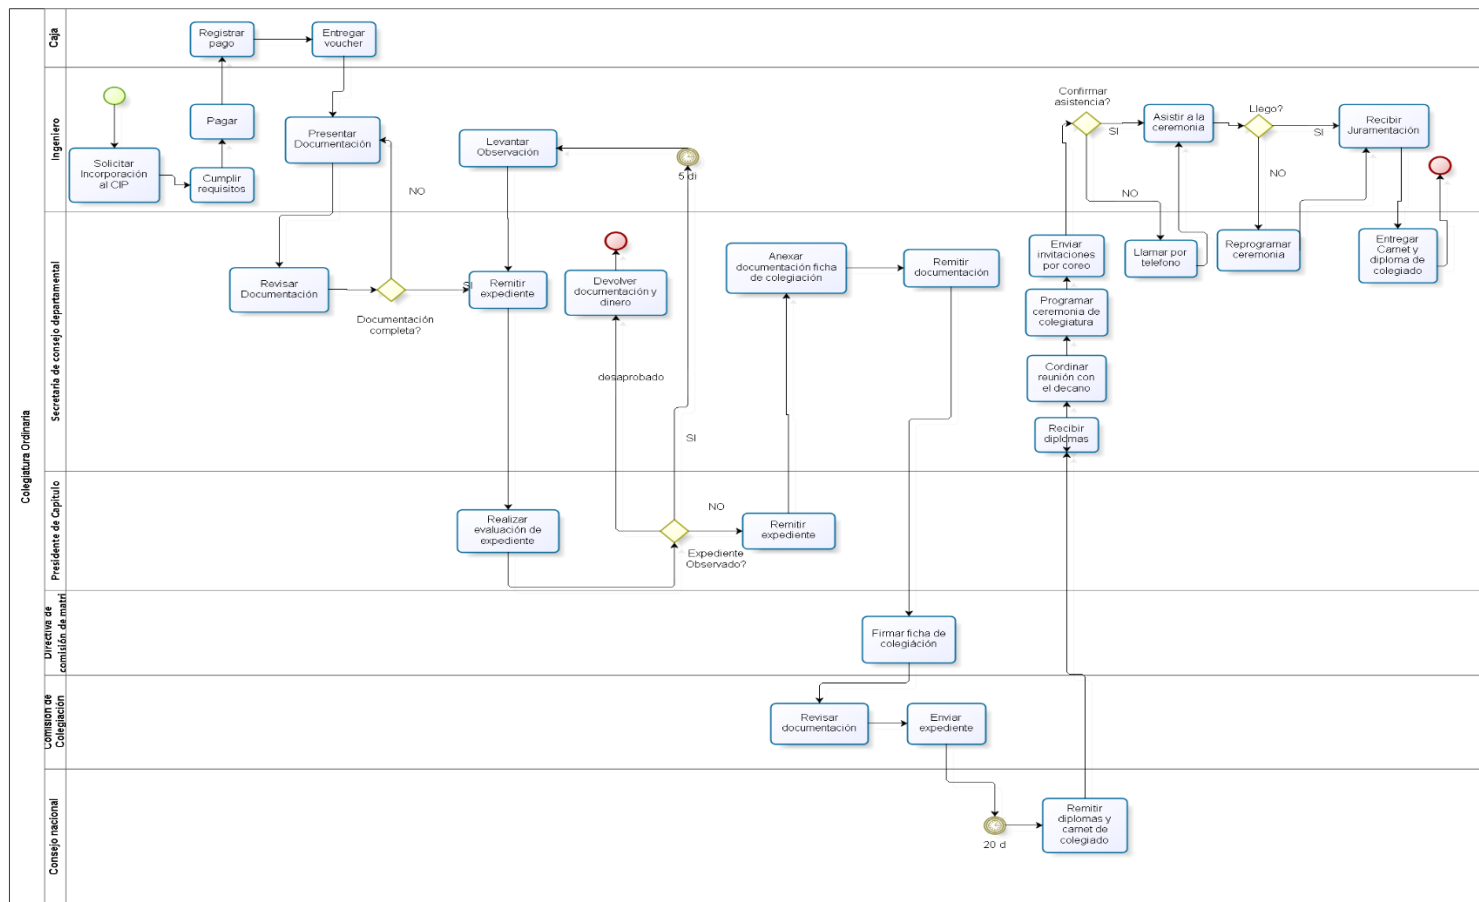 Colegiatura Ordinaria
Caja
Registrar
pago
Entregar
voucher
Ingeniero
Solicitar
Incorporación
al CIP
Cumplir
requisitos
Pagar
Presentar
Documentación
NO
Levantar
Observación
5 di
Confirmar
asistencia?
SI
NO
Asistir a la
ceremonia
Llego?
SI
NO
Recibir
Juramentación
Secretaria de consejo departamental
Revisar
Documentación
Documentación
completa?
SI
Remitir
expediente
Devolver
documentación y
dinero
desaprobado
SI
Anexar
documentación ficha
de colegiación
Remitir
documentación
Enviar
invitaciones
por coreo
Programar
ceremonia de
colegiatura
Cordinar
reunión con
el decano
Recibir
diplomas
Llamar por
telefono
Reprogramar
ceremonia
Entregar
Carnet y
diploma de
colegiado
Presidente de Capitulo
Realizar
evaluación de
expediente
NO
Expediente
Observado?
Remitir
expediente
Directiva de
comisión de matri
Firmar ficha de
colegiáción
Comisión de
Colegiación
Revisar
documentación
Enviar
expediente
Consejo nacional
20 d
Remitir
diplomas y
carnet de
colegiado